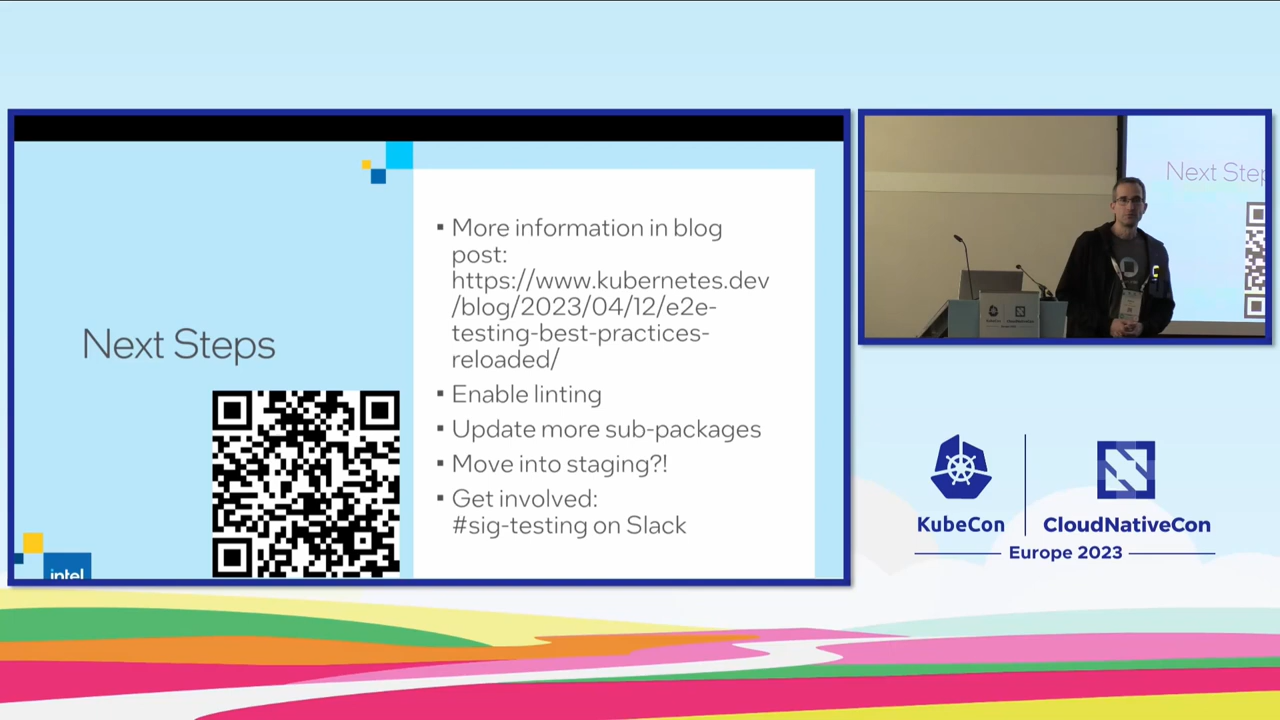 Next Steps
▪ More information in blog
post:
https://www.kubernetes.dev
/blog/2023/04/12/e2e-
testing-best-practices-
reloaded/
▪ Enable linting
▪ Update more sub-packages
▪ Move into staging?!
▪ Get involved:
#sig-testing on Slack
intel
Next Step
KubeCon
CloudNativeCon
Europe 2023